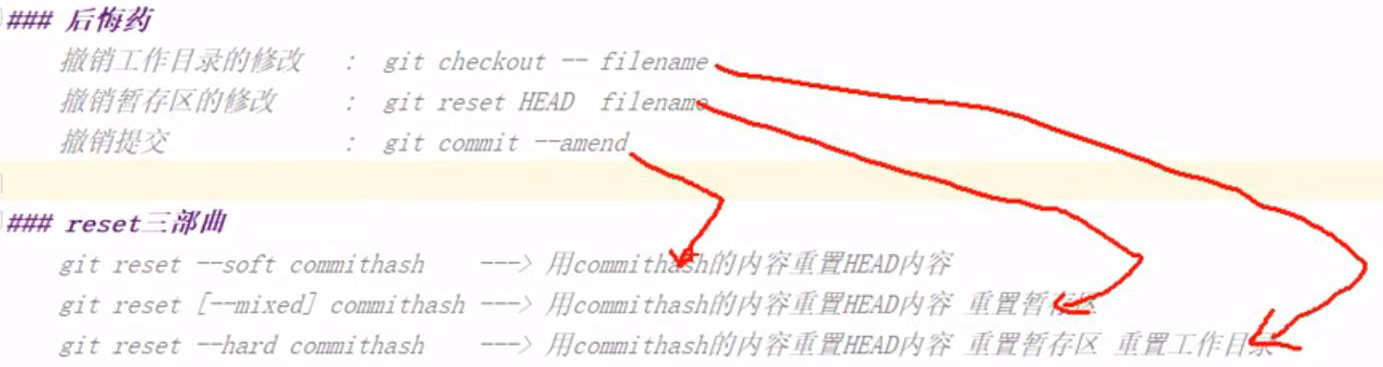 ### 后悔药
撤销工作目录的修改 : git checkout -- filename
撤销暂存区的修改 : git reset HEAD filename
撤销提交 : git commit --amend
### reset三部曲
git reset --soft commithash ---> 用commithash的内容重置HEAD内容
git reset [--mixed] commithash ---> 用commithash的内容重置HEAD内容 重置暂存区
git reset --hard commithash ---> 用commithash的内容重置HEAD内容 重置暂存区 重置工作目录